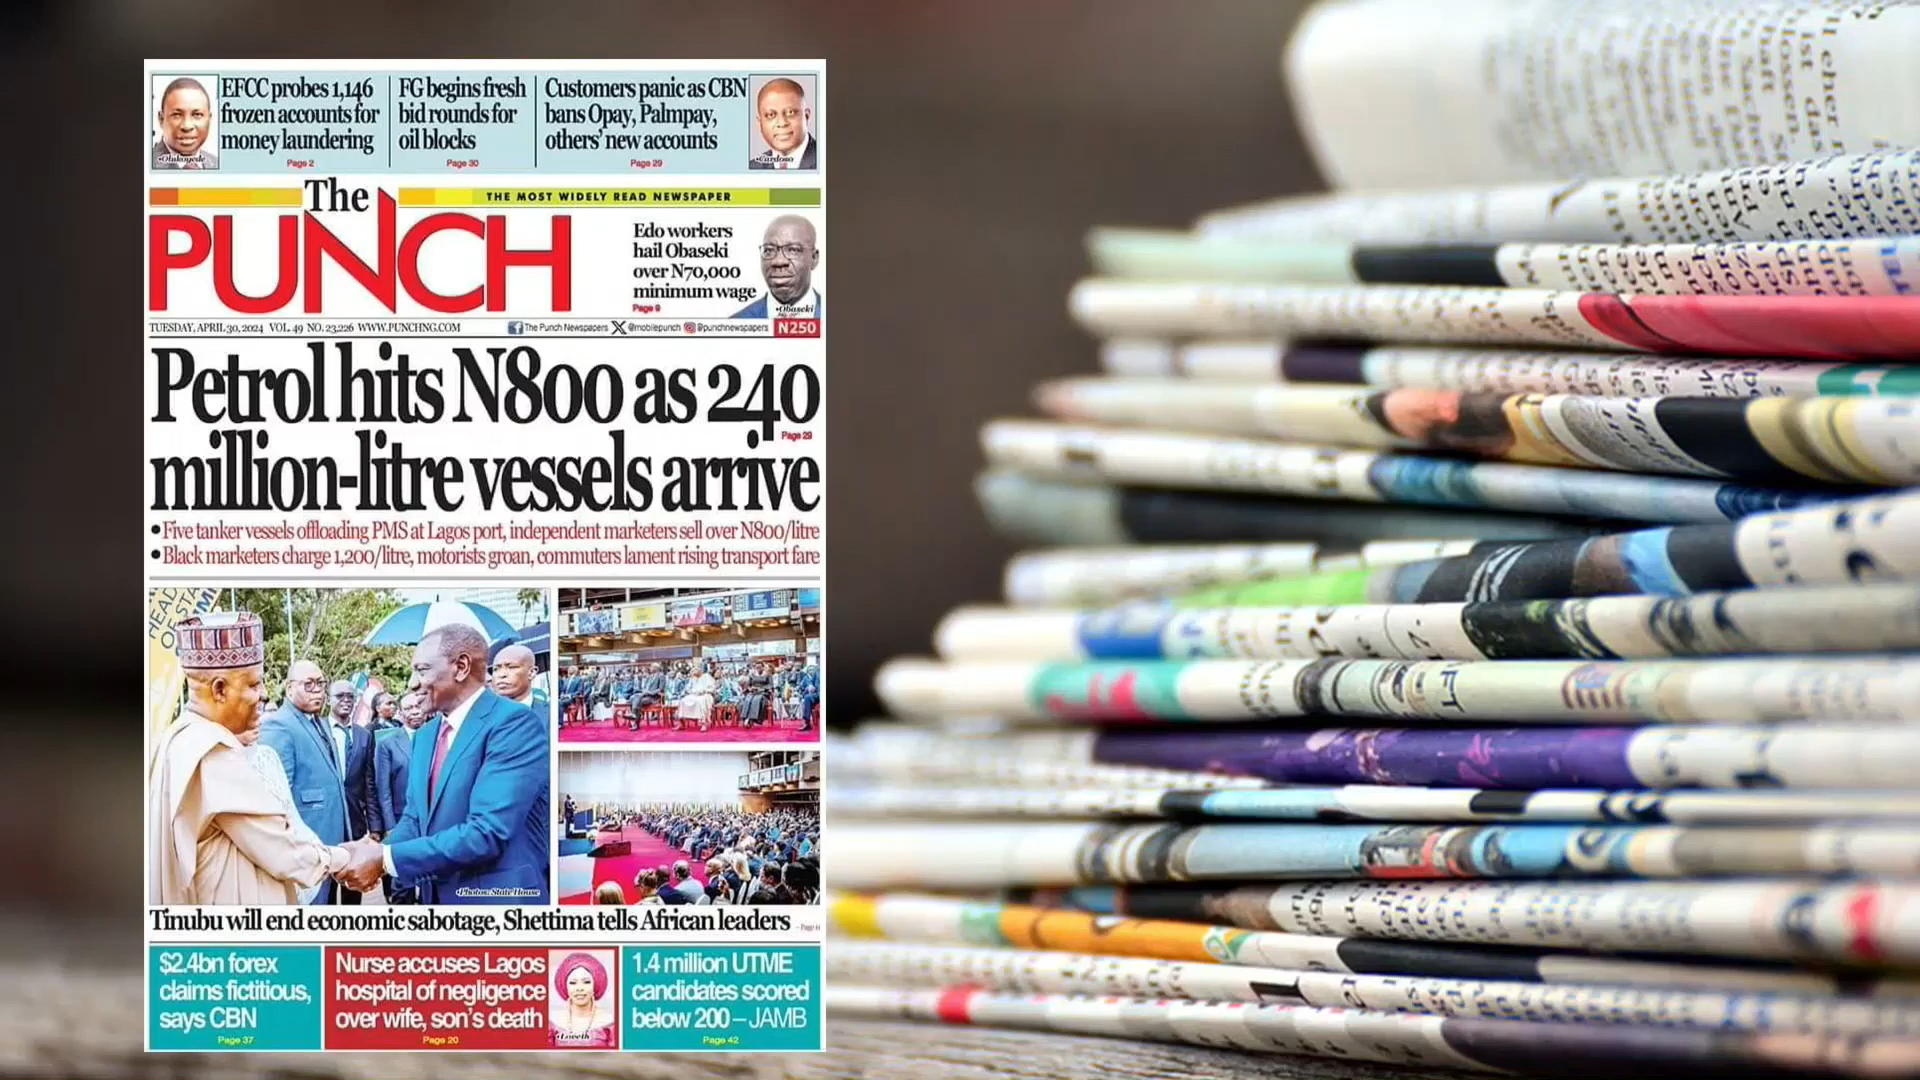 EFCC probes 1,146
frozen accounts for
money laundering
Page 2
•Olukoyede
FG begins fresh
bid rounds for
oil blocks
Page 30
Customers panic as CBN
bans Opay, Palmpay,
others' new accounts
Page 29
•Cardoso
The
PUNCH
THE MOST WIDELY READ NEWSPAPER
Edo workers
hail Obaseki
over N70,000
minimum wage
Page 9
•Obaseki
TUESDAY, APRIL 30, 2024 VOL. 49 NO. 23,226 WWW.PUNCHNG.COM
The Punch Newspapers @mobilepunch @punchnewspapers N250
Petrol hits N800 as 240
Page 29
million-litre vessels arrive
•Five tanker vessels offloading PMS at Lagos port, independent marketers sell over N800/litre
•Black marketers charge 1,200/litre, motorists groan, commuters lament rising transport fare
•Photos: State House
Tinubu will end economic sabotage, Shettima tells African leaders
$2.4bn forex
claims fictitious,
says CBN
Page 37
Nurse accuses Lagos
hospital of negligence
over wife, son's death
Page 20
•Loveth
1.4 million UTME
candidates scored
below 200 – JAMB
Page 42